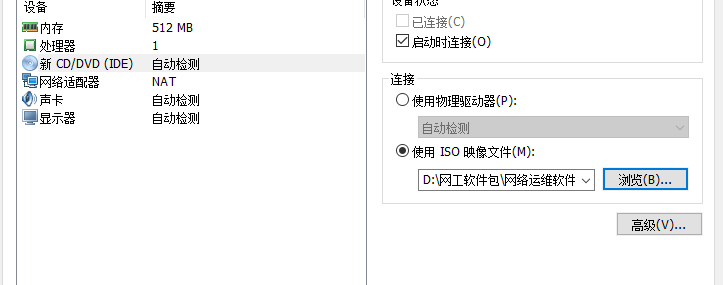 设备 摘要
内存 512 MB
处理器 1
新 CD/DVD (IDE) 自动检测
网络适配器 NAT
声卡 自动检测
显示器 自动检测
设备状态
已连接(C)
启动时连接(O)
连接
使用物理驱动器(P):
自动检测
使用 ISO 映像文件(M):
D:\网工软件包\网络运维软件 浏览(B)...
高级(V)...